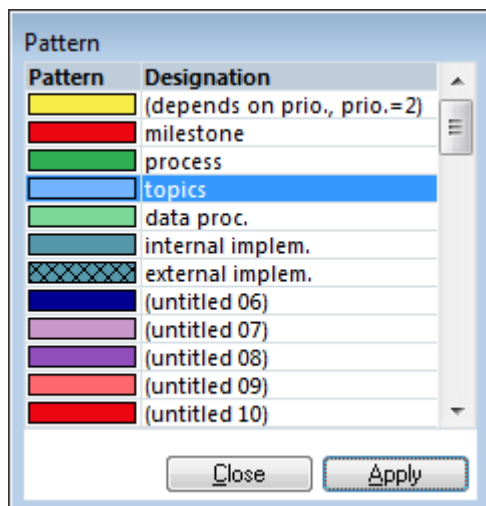 Pattern
Pattern Designation
(depends on prio., prio.=2)
milestone
process
topics
data proc.
internal implem.
external implem.
(untitled 06)
(untitled 07)
(untitled 08)
(untitled 09)
(untitled 10)
Close Apply